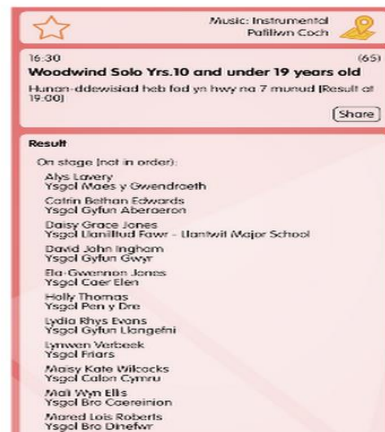 Music: Instrumental
Pafiliwn Coch
16:30 (65)
Woodwind Solo Yrs.10 and under 19 years old
Hunan-ddewisiad heb fod yn hwy na 7 munud [Result at
19:00]
Share
Result
On stage (not in order):
Alys Lavery
Ysgol Maes y Gwendraeth
Catrin Bethan Edwards
Ysgol Gyfun Aberaeron
Daisy Grace Jones
Ysgol Llanilltud Fawr - Llantwit Major School
David John Ingham
Ysgol Gyfun Gwyr
Ela-Gwennon Jones
Ysgol Caer Elen
Holly Thomas
Ysgol Pen y Dre
Lydia Rhys Evans
Ysgol Gyfun Llangefni
Lynwen Verbeek
Ysgol Friars
Maisy Kate Wilcocks
Ysgol Calon Cymru
Mali Wyn Ellis
Ysgol Bro Caereinion
Mared Lois Roberts
Ysgol Bro Dinefwr